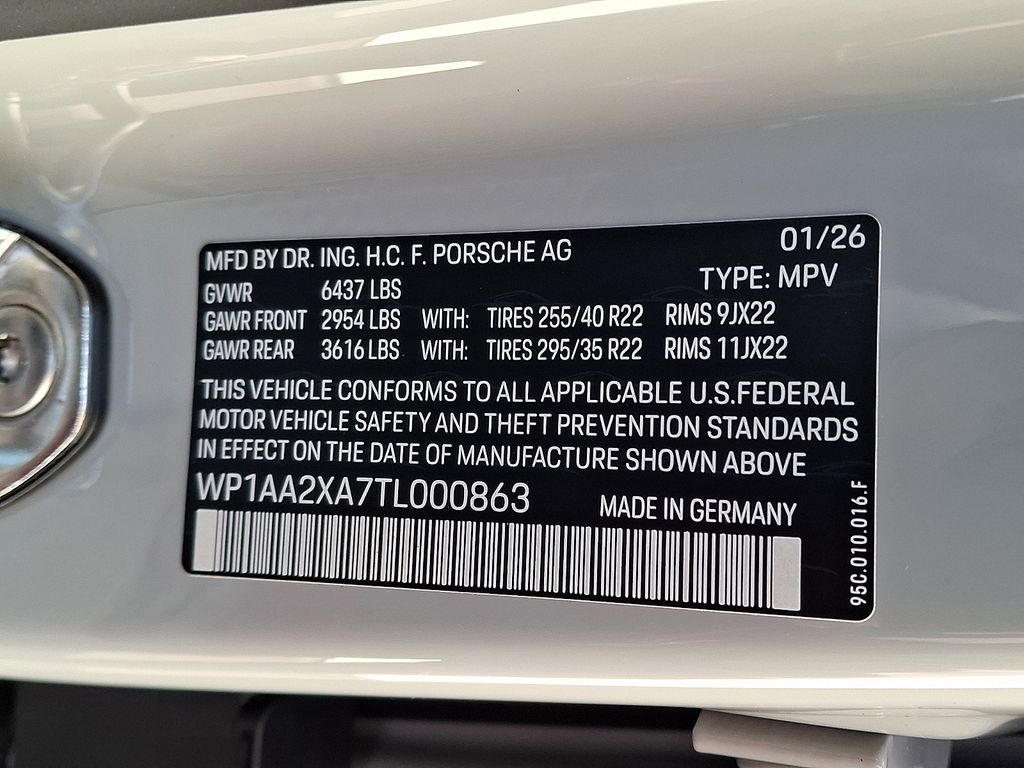 MFD BY DR. ING. H.C. F. PORSCHE AG 01/26
GVWR 6437 LBS TYPE: MPV
GAWR FRONT 2954 LBS WITH: TIRES 255/40 R22 RIMS 9JX22
GAWR REAR 3616 LBS WITH: TIRES 295/35 R22 RIMS 11JX22
THIS VEHICLE CONFORMS TO ALL APPLICABLE U.S.FEDERAL
MOTOR VEHICLE SAFETY AND THEFT PREVENTION STANDARDS
IN EFFECT ON THE DATE OF MANUFACTURE SHOWN ABOVE
WP1AA2XA7TL000863 MADE IN GERMANY
95C.010.016.F